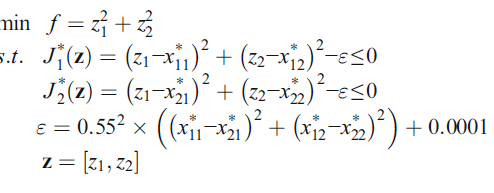 min f = z₁² + z₂²
s.t. J₁*(z) = (z₁−x₁₁*)² + (z₂−x₁₂*)²−ε≤0
J₂*(z) = (z₁−x₂₁*)² + (z₂−x₂₂*)²−ε≤0
ε = 0.55² × ((x₁₁*−x₂₁*)² + (x₁₂*−x₂₂*)²) + 0.0001
z = [z₁, z₂]